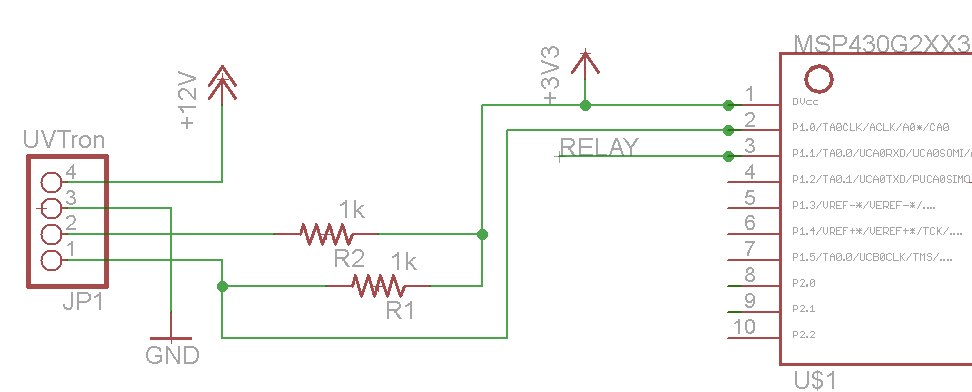 MSP430G2XX3
+3V3
+12V
1
DVcc
2
P1.0/TA0CLK/ACLK/A0*/CA0
UVTron
RELAY
3
P1.1/TA0.0/UCA0RXD/UCA0SOMI/
4
4
P1.2/TA0.1/UCA0TXD/PUCA0SIMO
3
5
P1.3/VREF-*/VEREF-*/....
2
1k
6
P1.4/VREF+*/VEREF+*/TCK/....
1
R2
1k
7
P1.5/TA0.0/UCB0CLK/TMS/....
8
P2.0
JP1
R1
9
P2.1
10
P2.2
GND
U$1